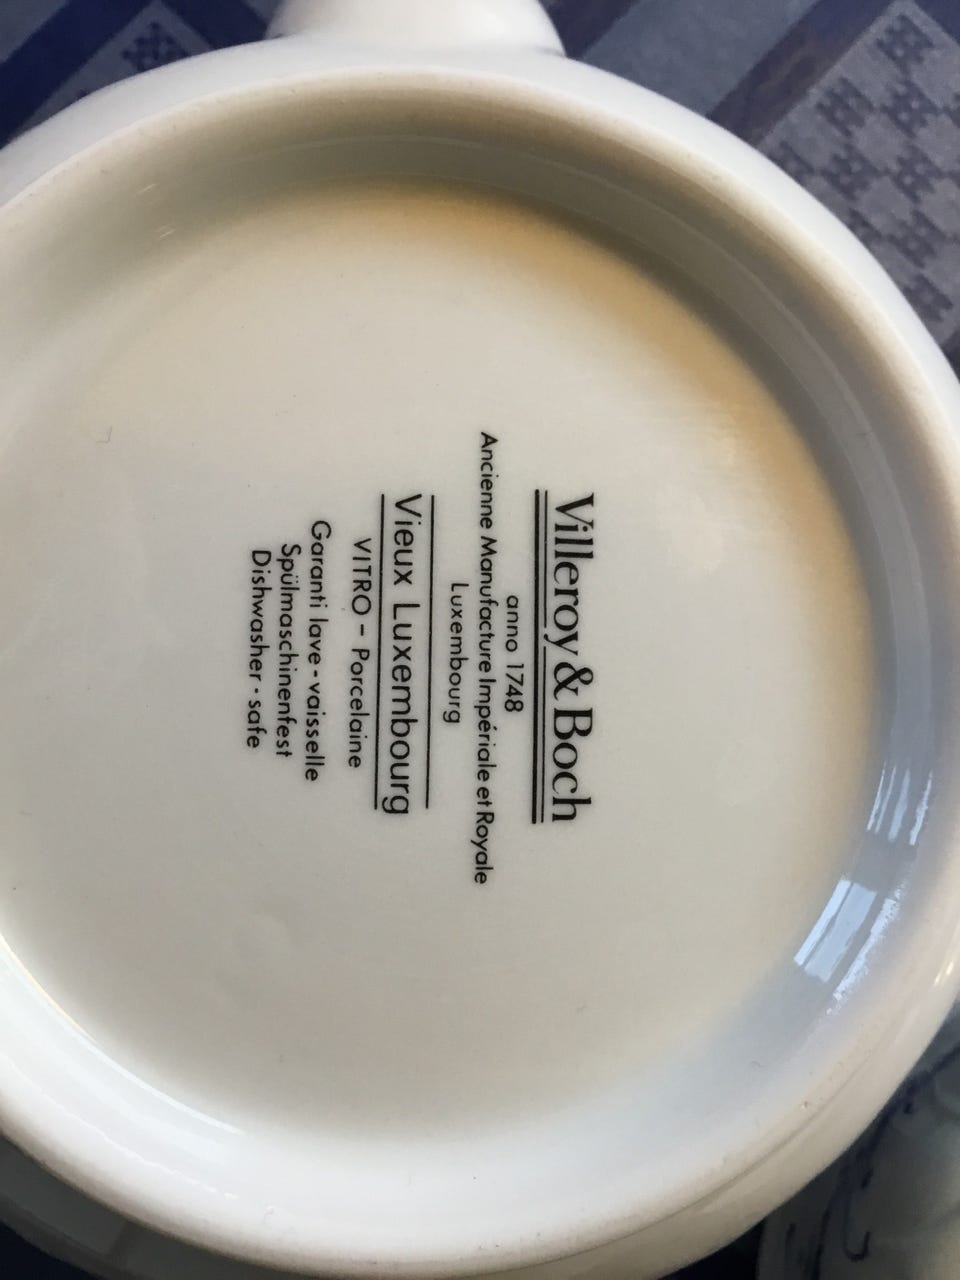 Villeroy & Boch
anno 1748
Ancienne Manufacture Impériale et Royale
Luxembourg
Vieux Luxembourg
VITRO - Porcelaine
Garanti lave-vaisselle
Spülmaschinenfest
Dishwasher-safe